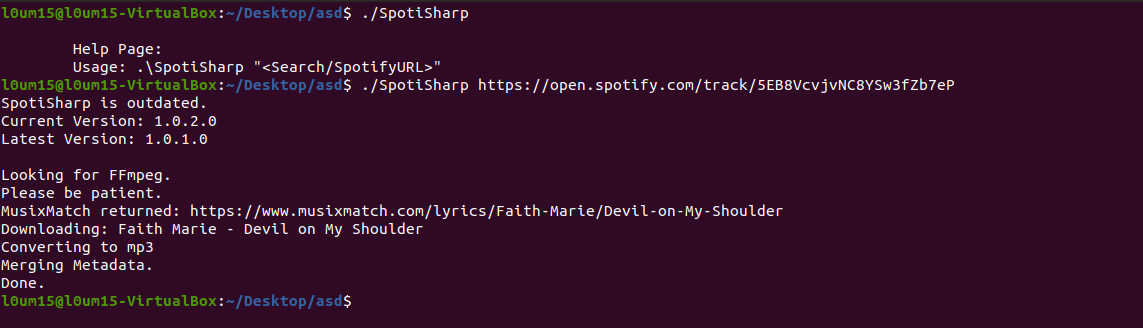 l0um15@l0um15-VirtualBox:~/Desktop/asd$ ./SpotiSharp
Help Page:
Usage: .\SpotiSharp "<Search/SpotifyURL>"
l0um15@l0um15-VirtualBox:~/Desktop/asd$ ./SpotiSharp https://open.spotify.com/track/5EB8VcvjvNC8YSw3fZb7eP
SpotiSharp is outdated.
Current Version: 1.0.2.0
Latest Version: 1.0.1.0
Looking for FFmpeg.
Please be patient.
MusixMatch returned: https://www.musixmatch.com/lyrics/Faith-Marie/Devil-on-My-Shoulder
Downloading: Faith Marie - Devil on My Shoulder
Converting to mp3
Merging Metadata.
Done.
l0um15@l0um15-VirtualBox:~/Desktop/asd$